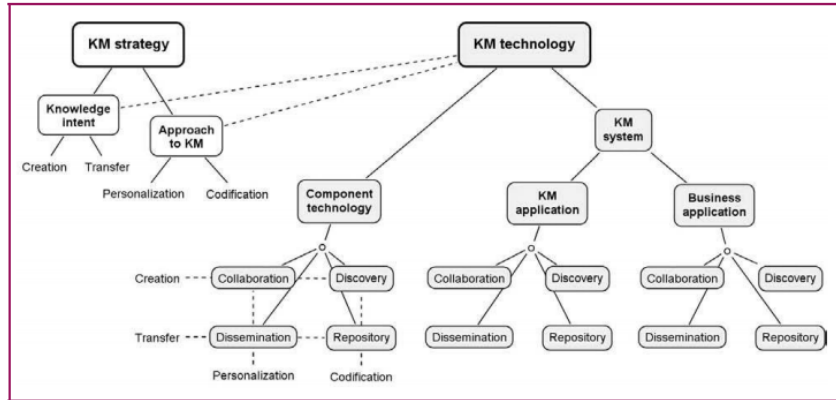 KM strategy
KM technology
Knowledge
intent
Approach
to KM
KM
system
Creation
Transfer
Personalization
Codification
Component
technology
KM
application
Business
application
Creation
Collaboration
Discovery
Collaboration
Discovery
Collaboration
Discovery
Transfer
Dissemination
Repository
Dissemination
Repository
Dissemination
Repository
Personalization
Codification